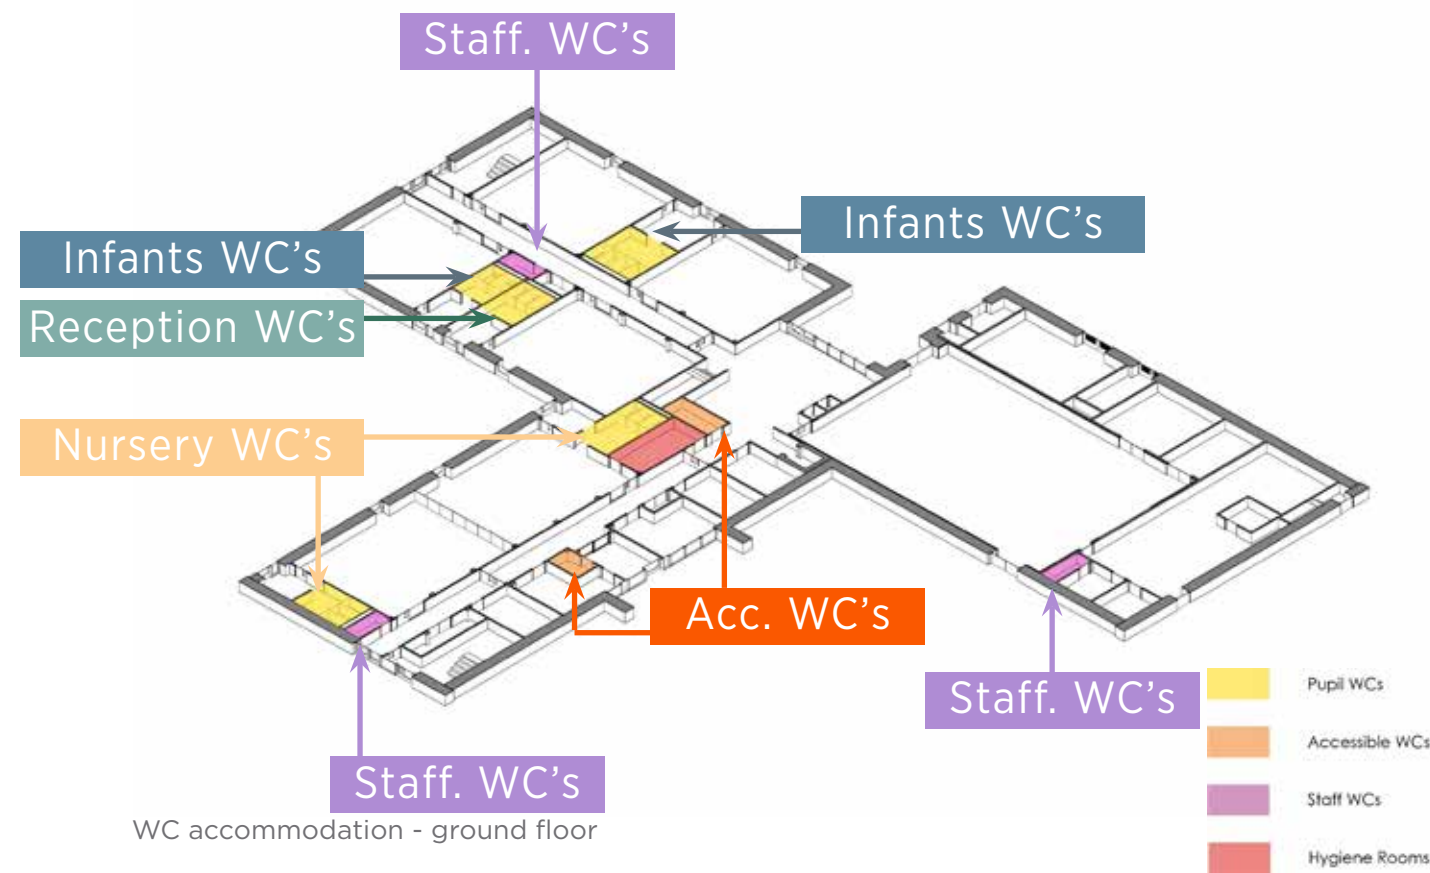 Staff. WC’s
Infants WC’s
Infants WC’s
Reception WC’s
Nursery WC’s
Acc. WC’s
Staff. WC’s
Staff. WC’s
WC accommodation - ground floor
Pupil WCs
Accessible WCs
Staff WCs
Hygiene Rooms